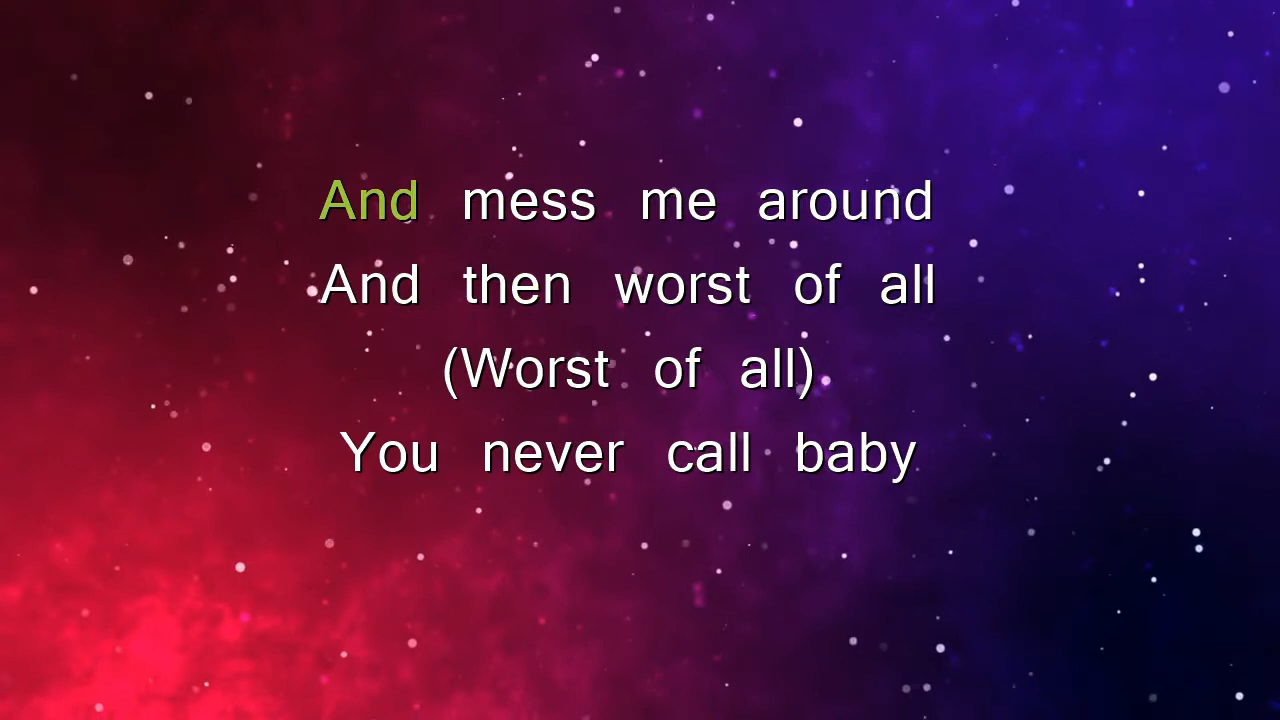 And mess me around
And then worst of all
(Worst of all)
You never call baby